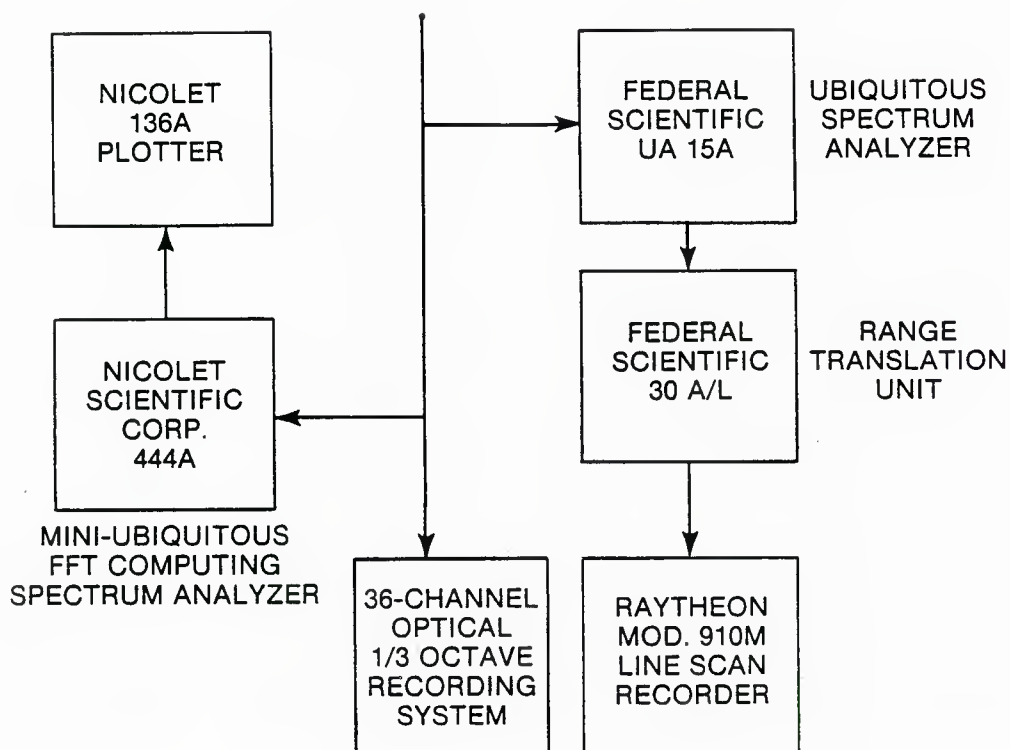 NICOLET
136A
PLOTTER
FEDERAL
SCIENTIFIC
UA 15A
UBIQUITOUS
SPECTRUM
ANALYZER
NICOLET
SCIENTIFIC
CORP.
444A
MINI-UBIQUITOUS
FFT COMPUTING
SPECTRUM ANALYZER
FEDERAL
SCIENTIFIC
30 A/L
RANGE
TRANSLATION
UNIT
36-CHANNEL
OPTICAL
1/3 OCTAVE
RECORDING
SYSTEM
RAYTHEON
MOD. 910M
LINE SCAN
RECORDER